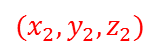 (x₂, y₂, z₂)